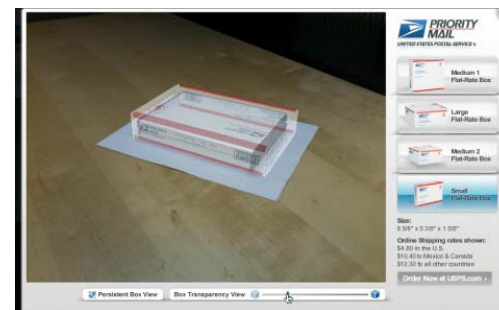 PRIORITY
MAIL
UNITED STATES POSTAL SERVICE
Medium 1
Flat-Rate Box
Large
Flat-Rate Box
Medium 2
Flat-Rate Box
Small
Flat-Rate Box
Size:
8 5/8" x 5 3/8" x 1 5/8"
Online Shipping rates shown:
$4.80 in the U.S.
$10.40 to Mexico & Canada
$12.30 to all other countries
Order Now at USPS.com ›
Persistent Box View
Box Transparency View